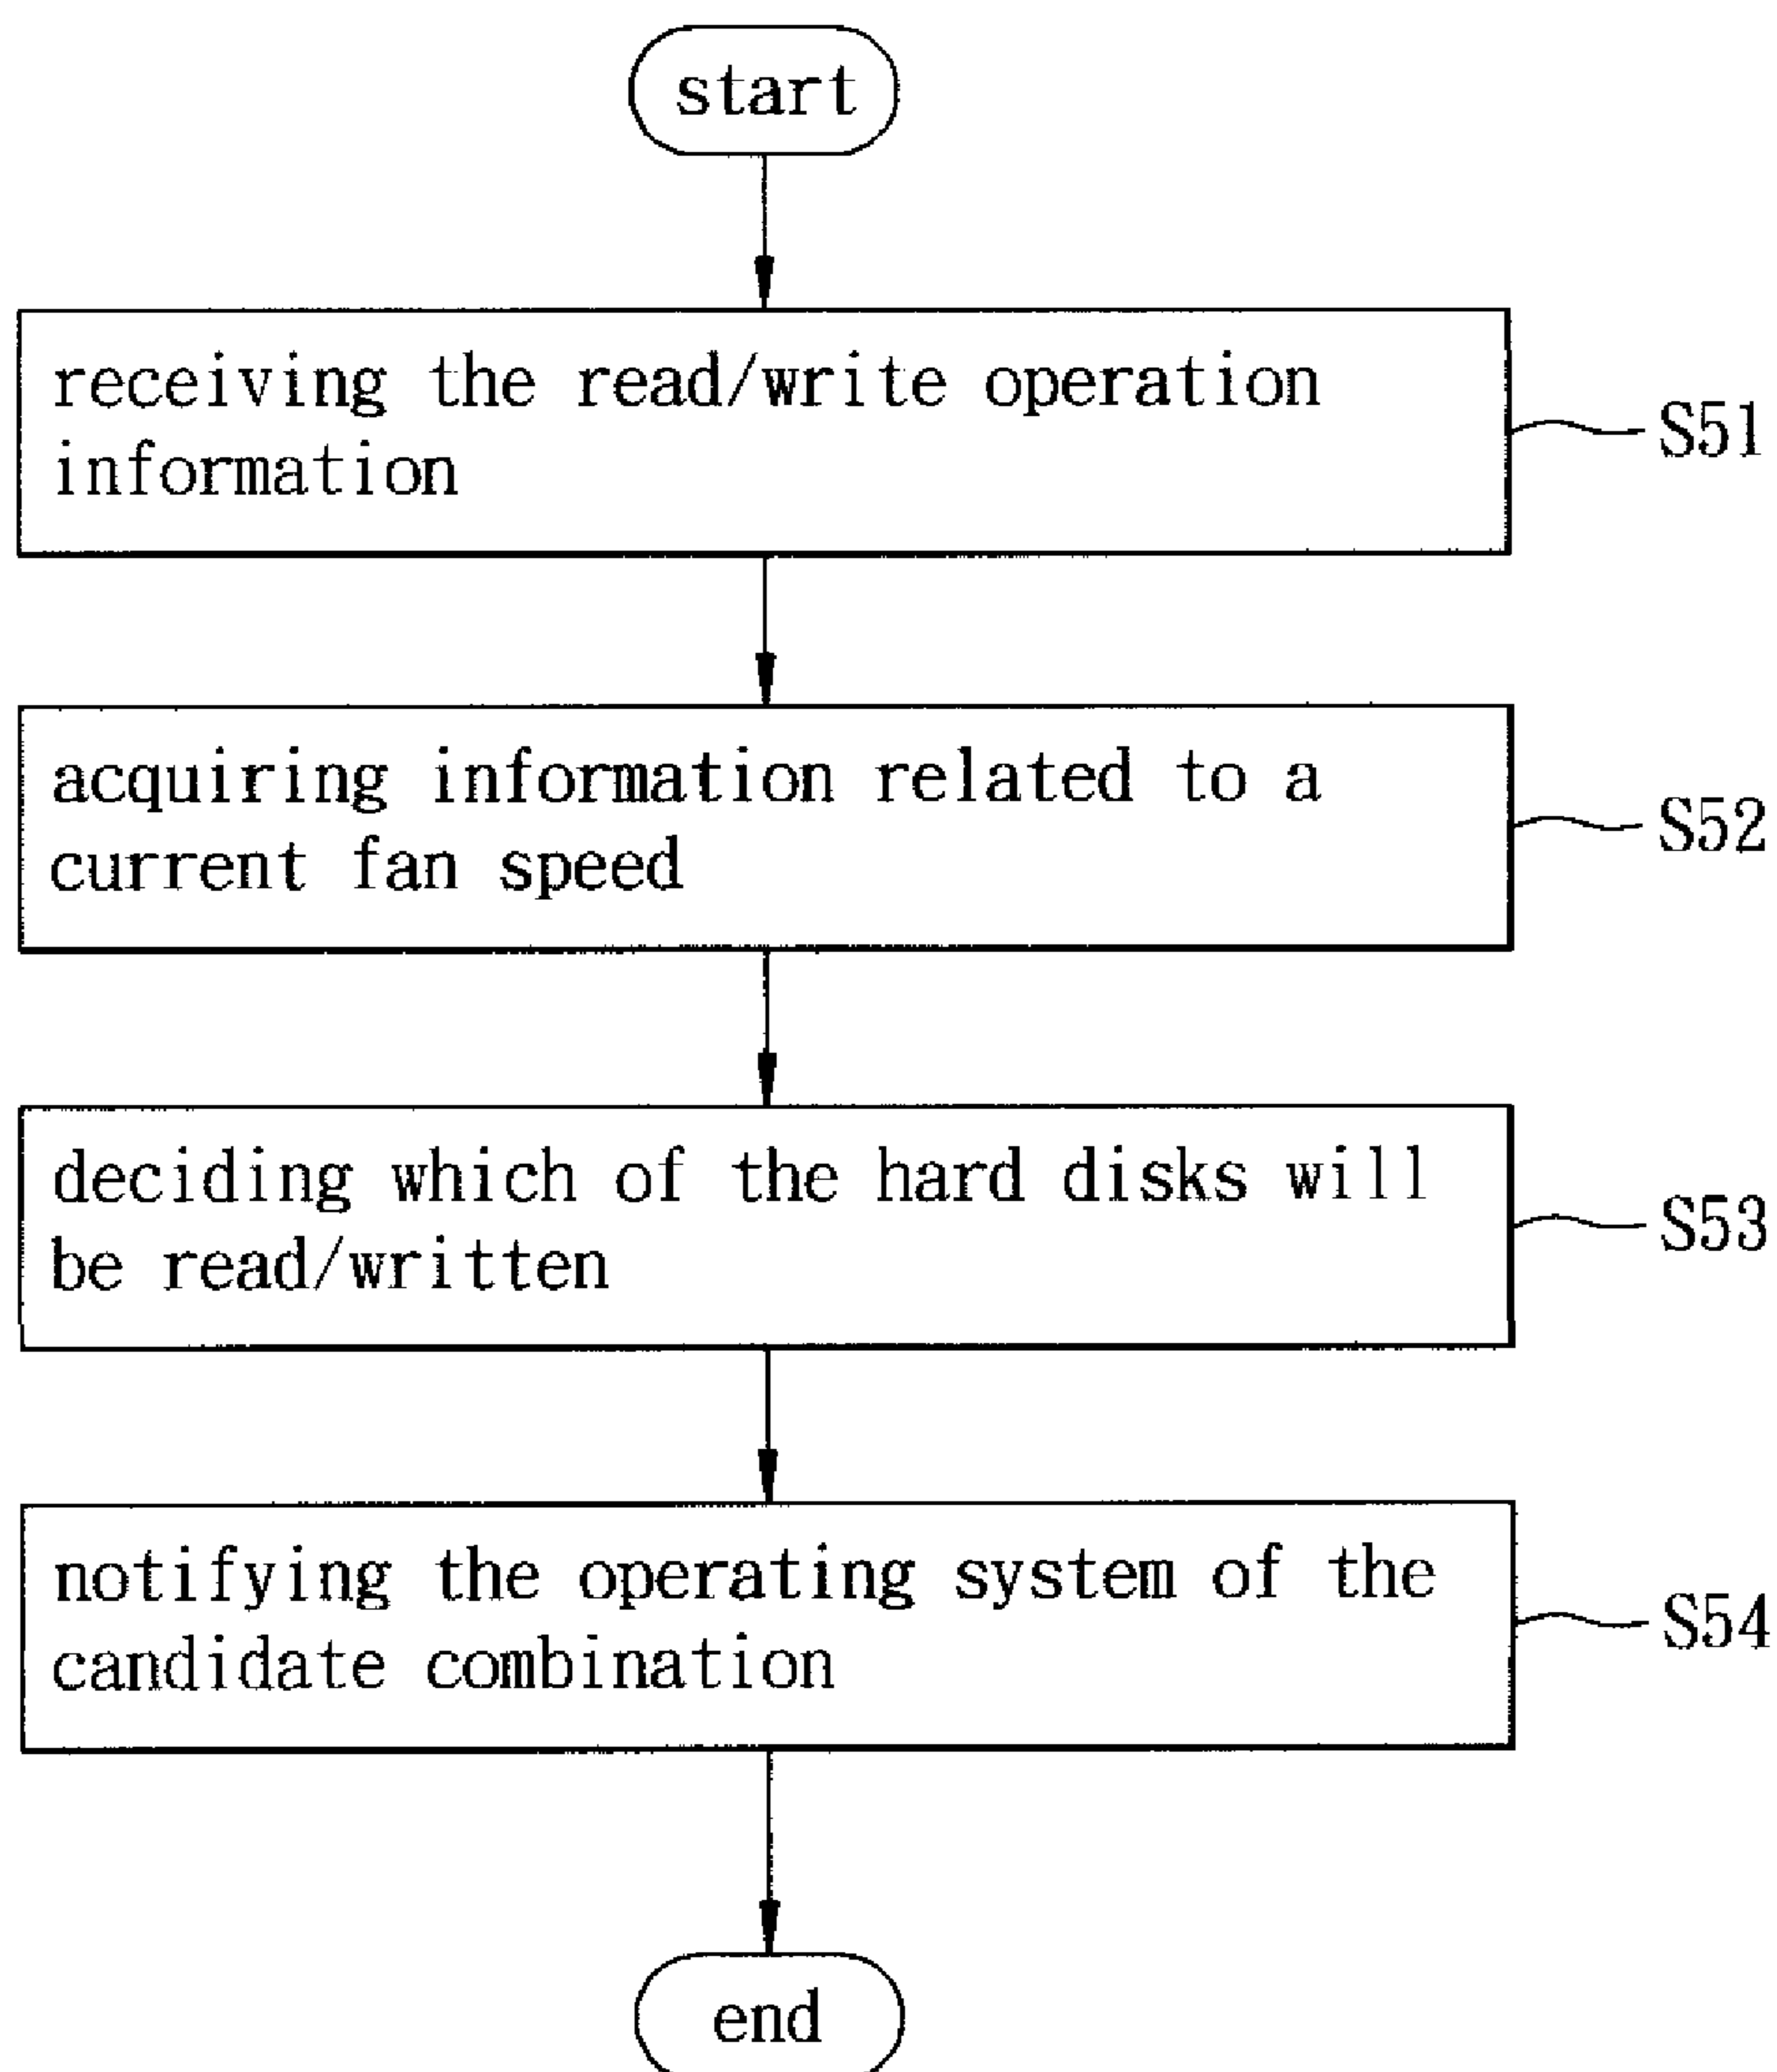 start
receiving the read/write operation
information
S51
acquiring information related to a
current fan speed
S52
deciding which of the hard disks will
be read/written
S53
notifying the operating system of the
candidate combination
S54
end